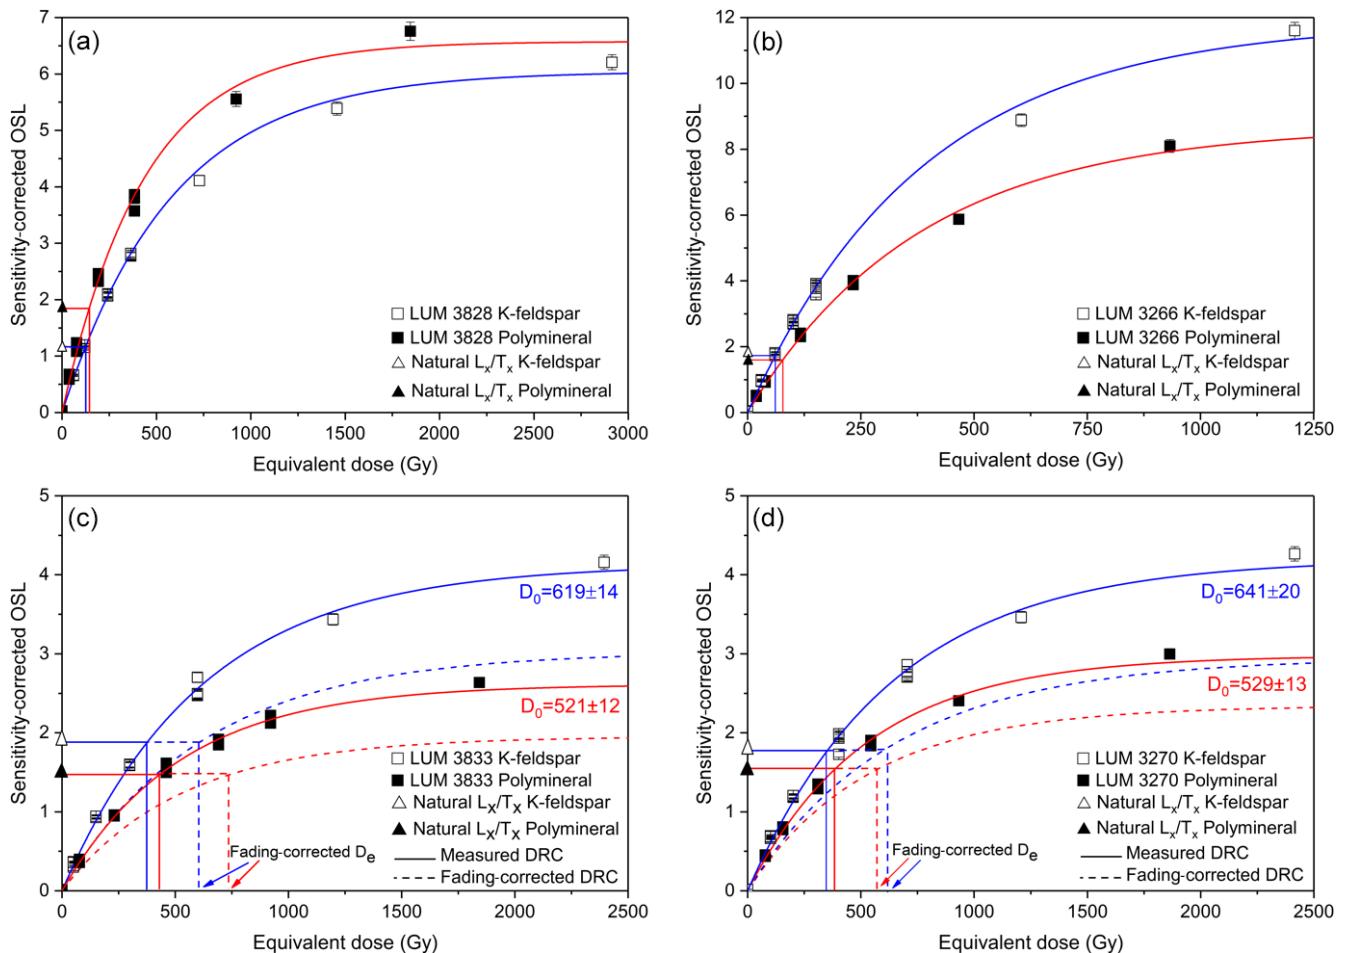 (a)
Sensitivity-corrected OSL
7
6
5
4
3
2
1
0
LUM 3828 K-feldspar
LUM 3828 Polymineral
Natural Lx/Tx K-feldspar
Natural Lx/Tx Polymineral
0 500 1000 1500 2000 2500 3000
Equivalent dose (Gy)
(b)
Sensitivity-corrected OSL
12
10
8
6
4
2
0
LUM 3266 K-feldspar
LUM 3266 Polymineral
Natural Lx/Tx K-feldspar
Natural Lx/Tx Polymineral
0 250 500 750 1000 1250
Equivalent dose (Gy)
(c)
Sensitivity-corrected OSL
5
4
3
2
1
0
D0=619±14
D0=521±12
LUM 3833 K-feldspar
LUM 3833 Polymineral
Natural Lx/Tx K-feldspar
Natural Lx/Tx Polymineral
Fading-corrected De
Measured DRC
Fading-corrected DRC
0 500 1000 1500 2000 2500
Equivalent dose (Gy)
(d)
Sensitivity-corrected OSL
5
4
3
2
1
0
D0=641±20
D0=529±13
LUM 3270 K-feldspar
LUM 3270 Polymineral
Natural Lx/Tx K-feldspar
Natural Lx/Tx Polymineral
Fading-corrected De
Measured DRC
Fading-corrected DRC
0 500 1000 1500 2000 2500
Equivalent dose (Gy)